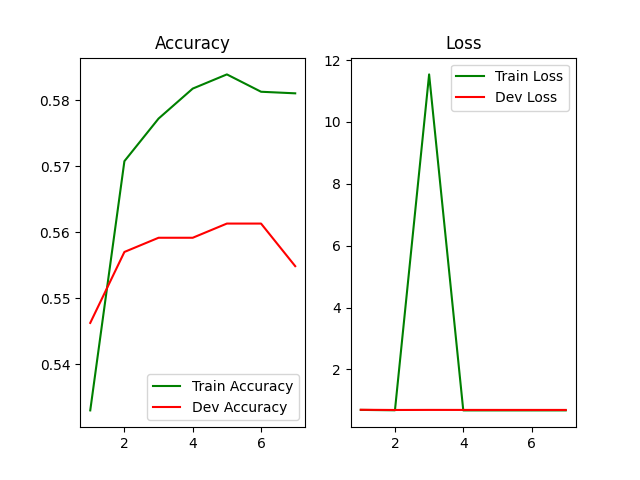 Accuracy
0.58
0.57
0.56
0.55
0.54
2
4
6
Train Accuracy
Dev Accuracy
Loss
12
10
8
6
4
2
2
4
6
Train Loss
Dev Loss